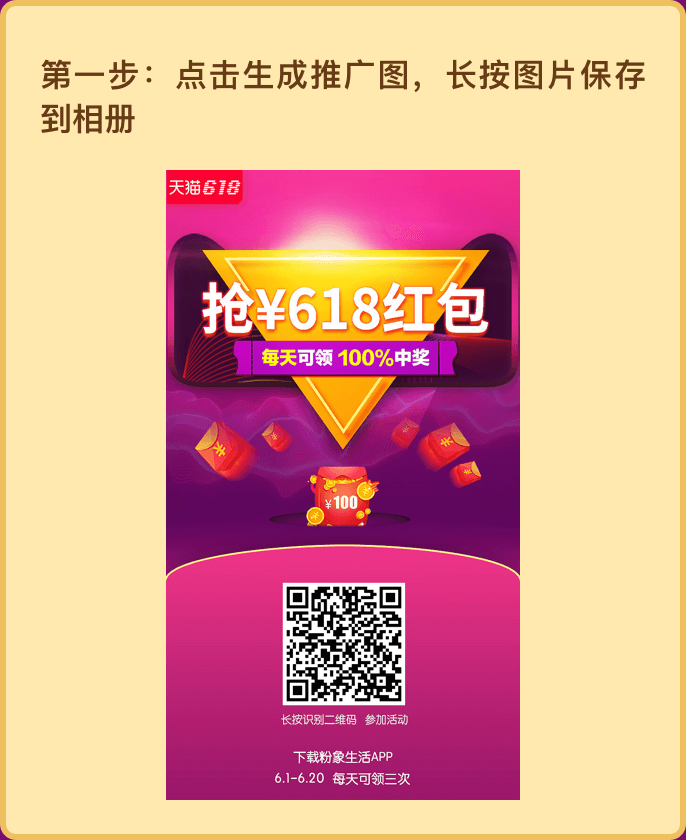 第一步：点击生成推广图，长按图片保存
到相册
天猫618
抢¥618红包
每天可领 100%中奖
¥100
长按识别二维码 参加活动
下载粉象生活APP
6.1-6.20 每天可领三次